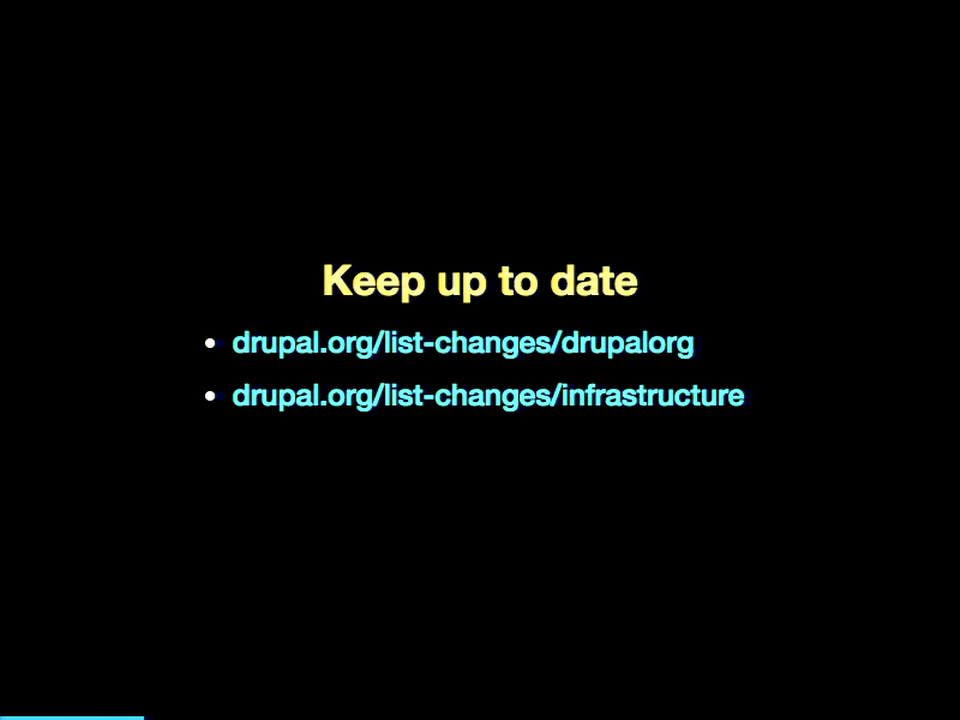 Keep up to date
• drupal.org/list-changes/drupalorg
• drupal.org/list-changes/infrastructure